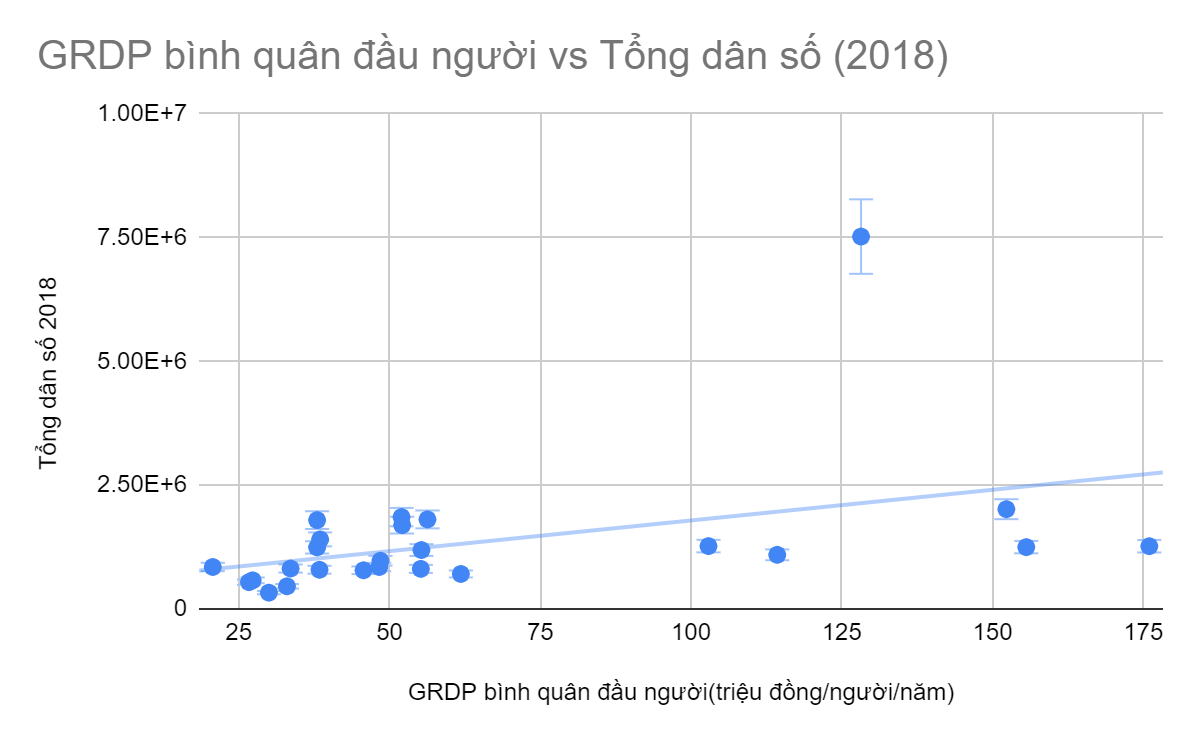 GRDP bình quân đầu người vs Tổng dân số (2018)
1.00E+7
7.50E+6
5.00E+6
2.50E+6
0
Tổng dân số 2018
25 50 75 100 125 150 175
GRDP bình quân đầu người(triệu đồng/người/năm)